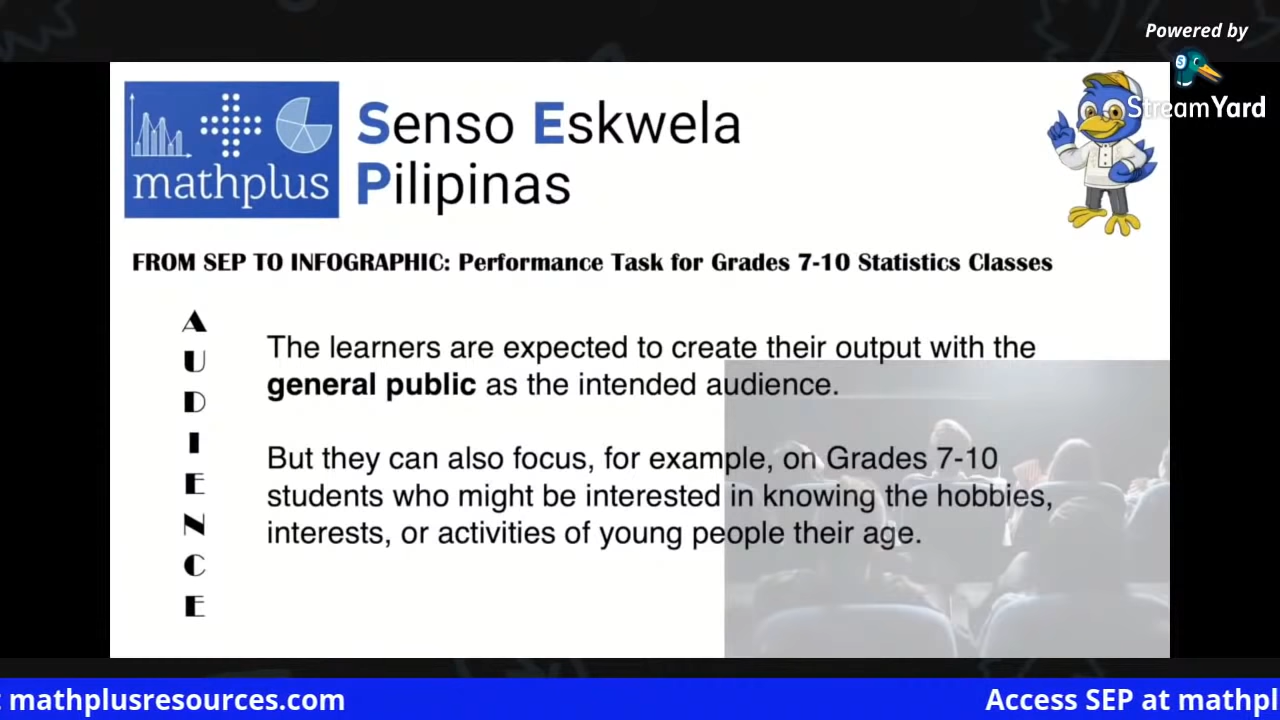 Powered by
StreamYard
mathplus
Senso Eskwela
Pilipinas
FROM SEP TO INFOGRAPHIC: Performance Task for Grades 7-10 Statistics Classes
A
U
D
I
E
N
C
E
The learners are expected to create their output with the
general public as the intended audience.
But they can also focus, for example, on Grades 7-10
students who might be interested in knowing the hobbies,
interests, or activities of young people their age.
: mathplusresources.com Access SEP at mathpl